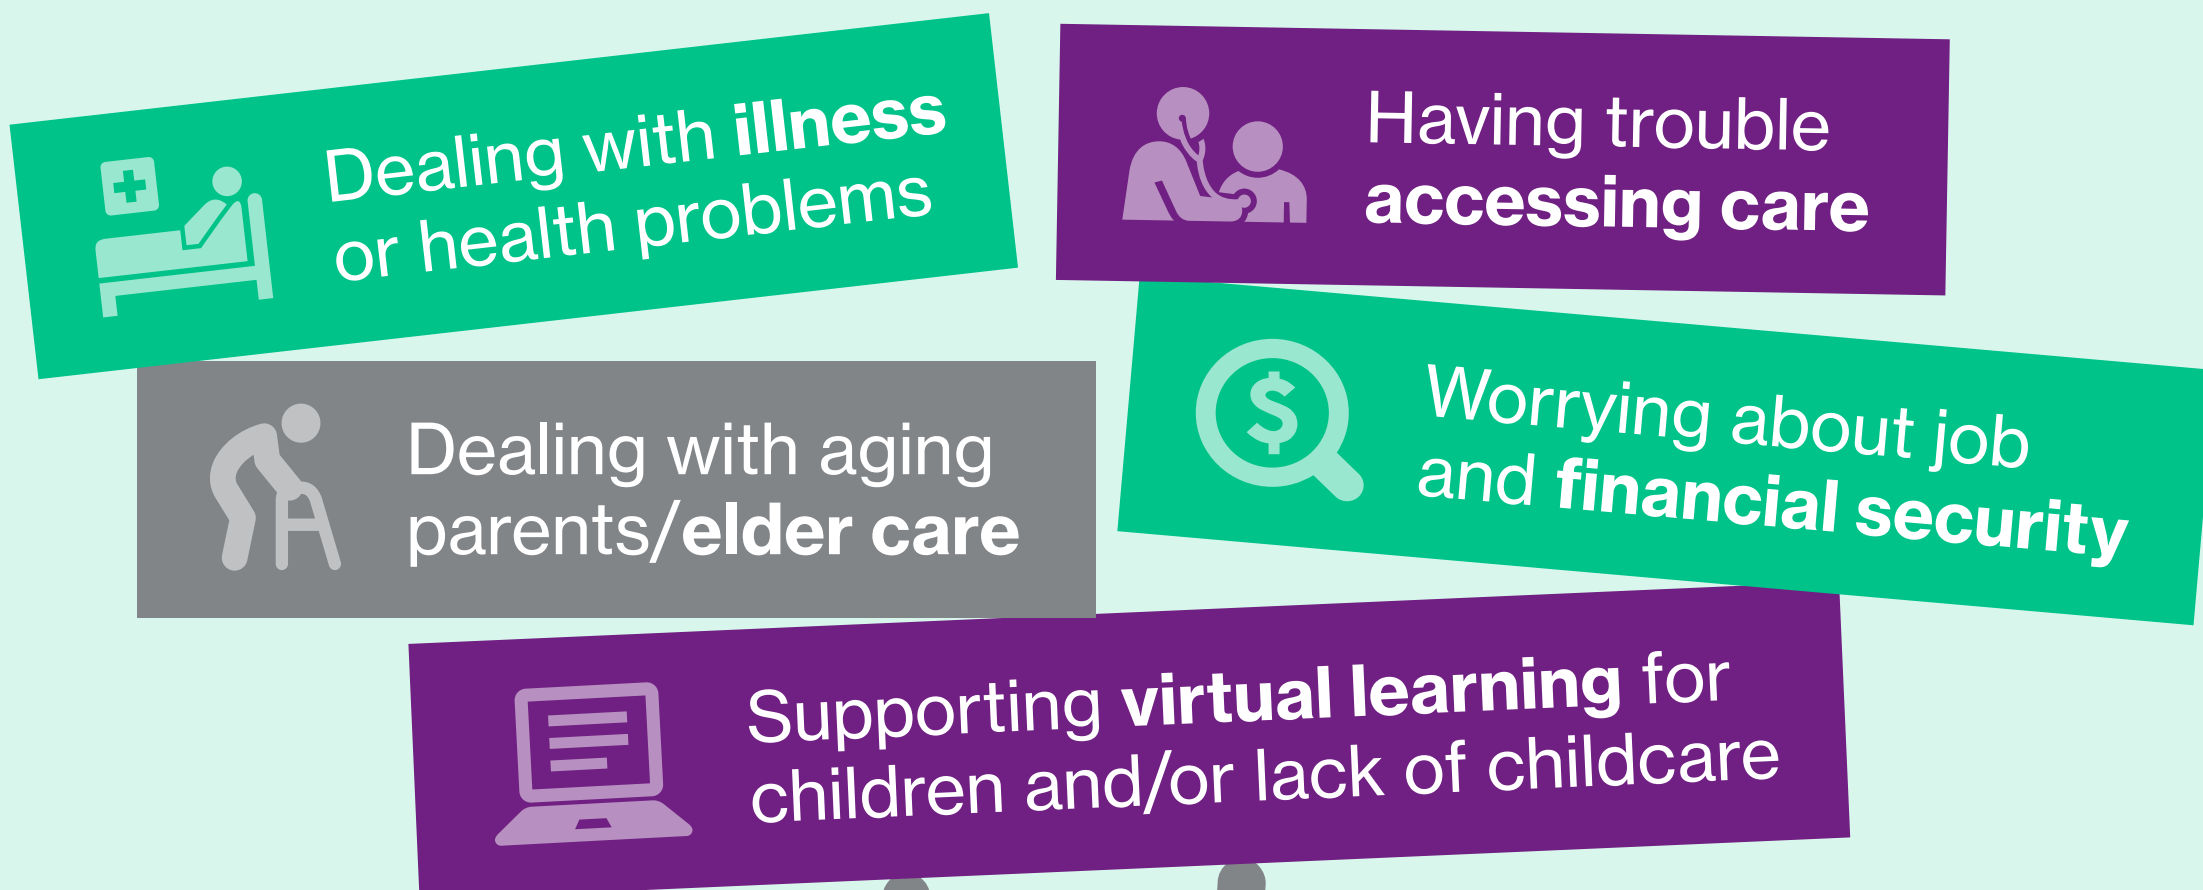 Dealing with illness
or health problems
Having trouble
accessing care
Dealing with aging
parents/elder care
Worrying about job
and financial security
Supporting virtual learning for
children and/or lack of childcare